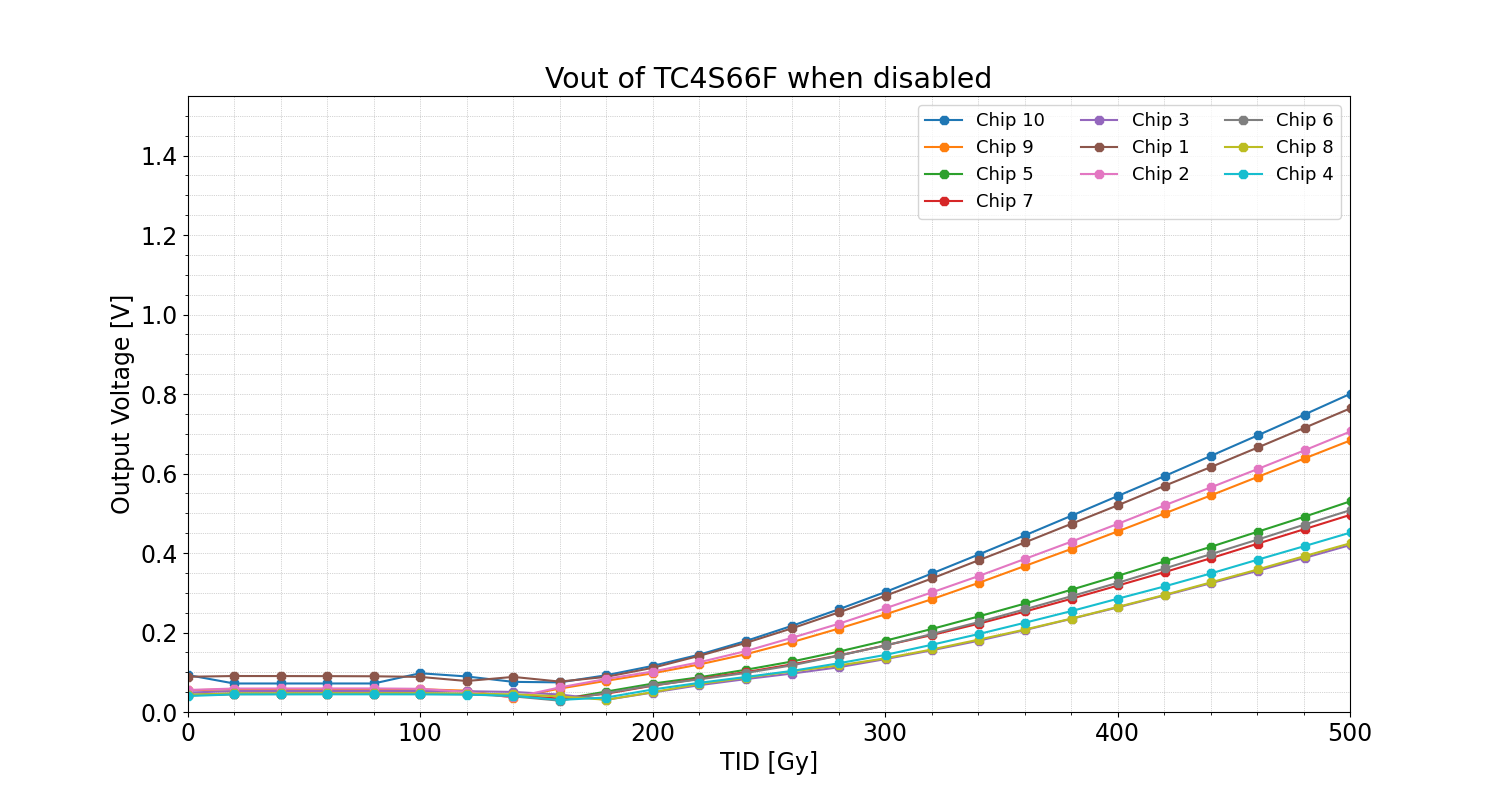 Vout of TC4S66F when disabled
Output Voltage [V]
1.4
1.2
1.0
0.8
0.6
0.4
0.2
0.0
0 100 200 300 400 500
TID [Gy]
Chip 10 Chip 3 Chip 6
Chip 9 Chip 1 Chip 8
Chip 5 Chip 2 Chip 4
Chip 7